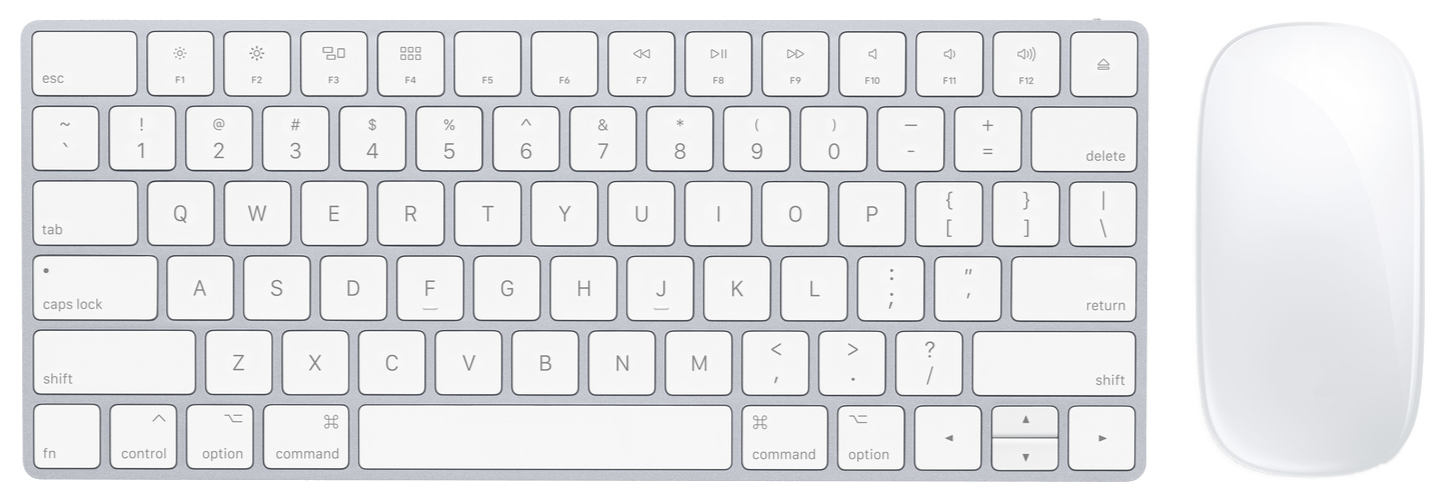 esc F1 F2 F3 F4 F5 F6 F7 F8 F9 F10 F11 F12
~ ! @ # $ % ^ & * ( ) — +
` 1 2 3 4 5 6 7 8 9 0 - = delete
tab Q W E R T Y U I O P { [ } ] | \
caps lock A S D F G H J K L : ; " ' return
shift Z X C V B N M < , > . ? / shift
fn control option ⌘ command ⌘ command option